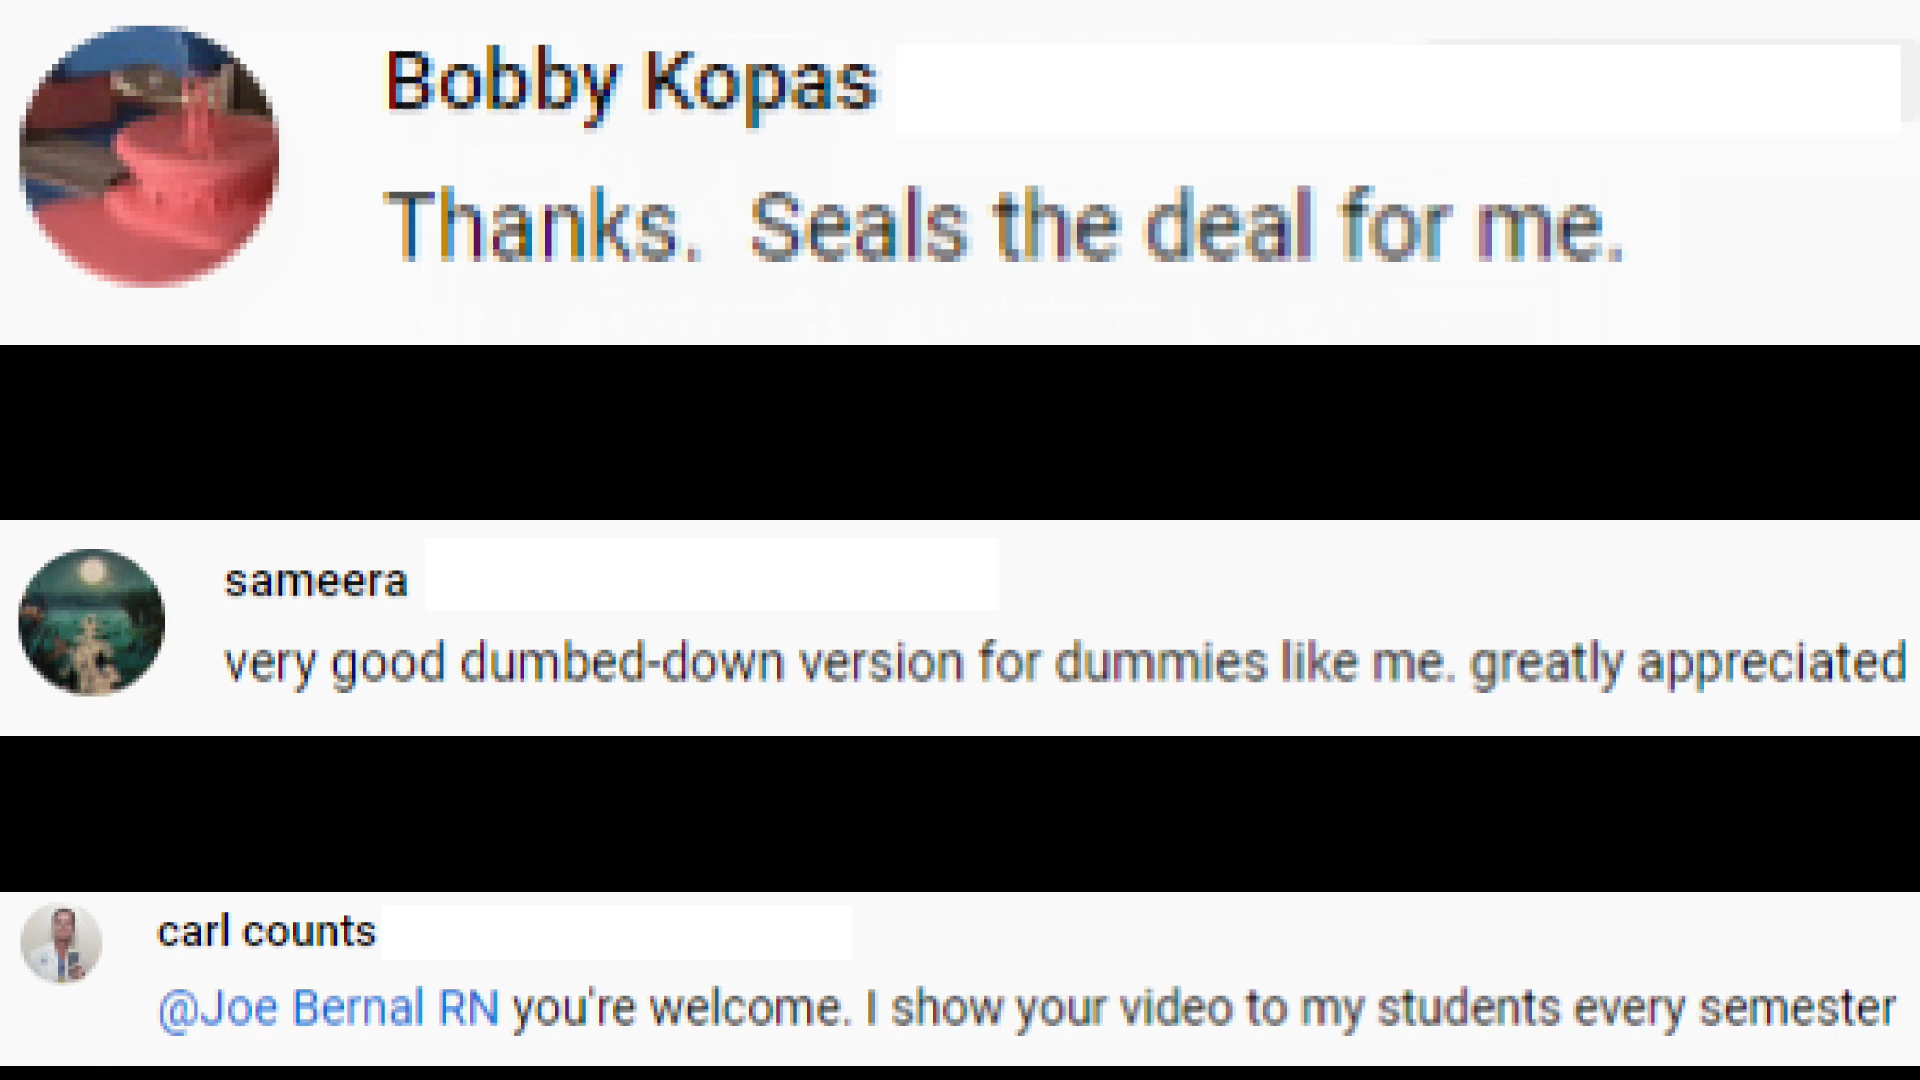 Bobby Kopas
Thanks.  Seals the deal for me.
sameera
very good dumbed-down version for dummies like me. greatly appreciated
carl counts
@Joe Bernal RN you're welcome. I show your video to my students every semester